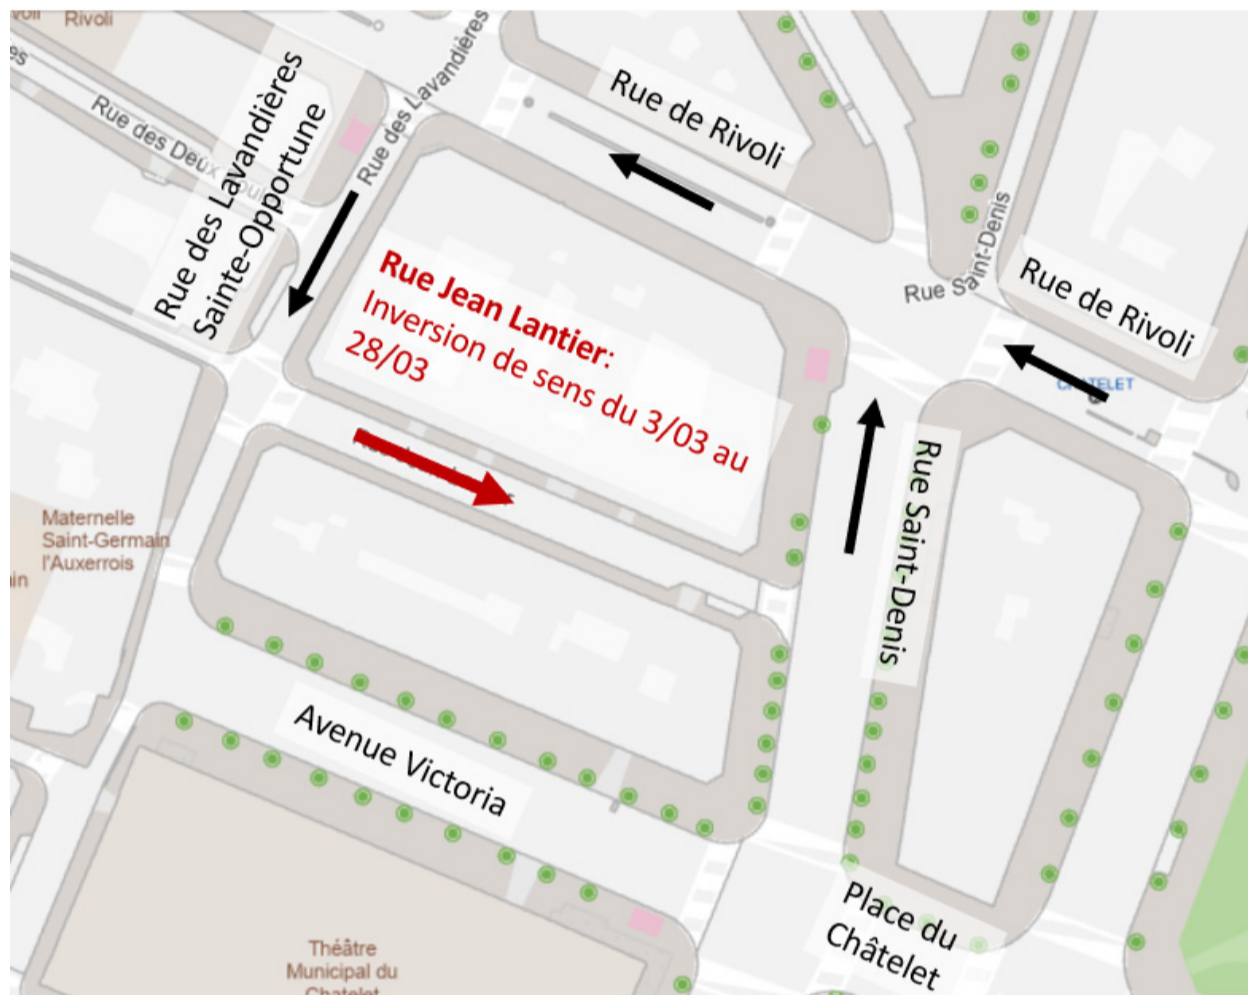 Rivoli
Rue des Lavandières
Rue des Deux
Rue des Lavandières
Sainte-Opportune
Rue de Rivoli
Rue Saint-Denis
Rue de Rivoli
Rue Jean Lantier:
Inversion de sens du 3/03 au
28/03
CHATELET
Rue Saint-Denis
Maternelle
Saint-Germain
l'Auxerrois
Avenue Victoria
Place du
Châtelet
Théâtre
Municipal du
Chatelet